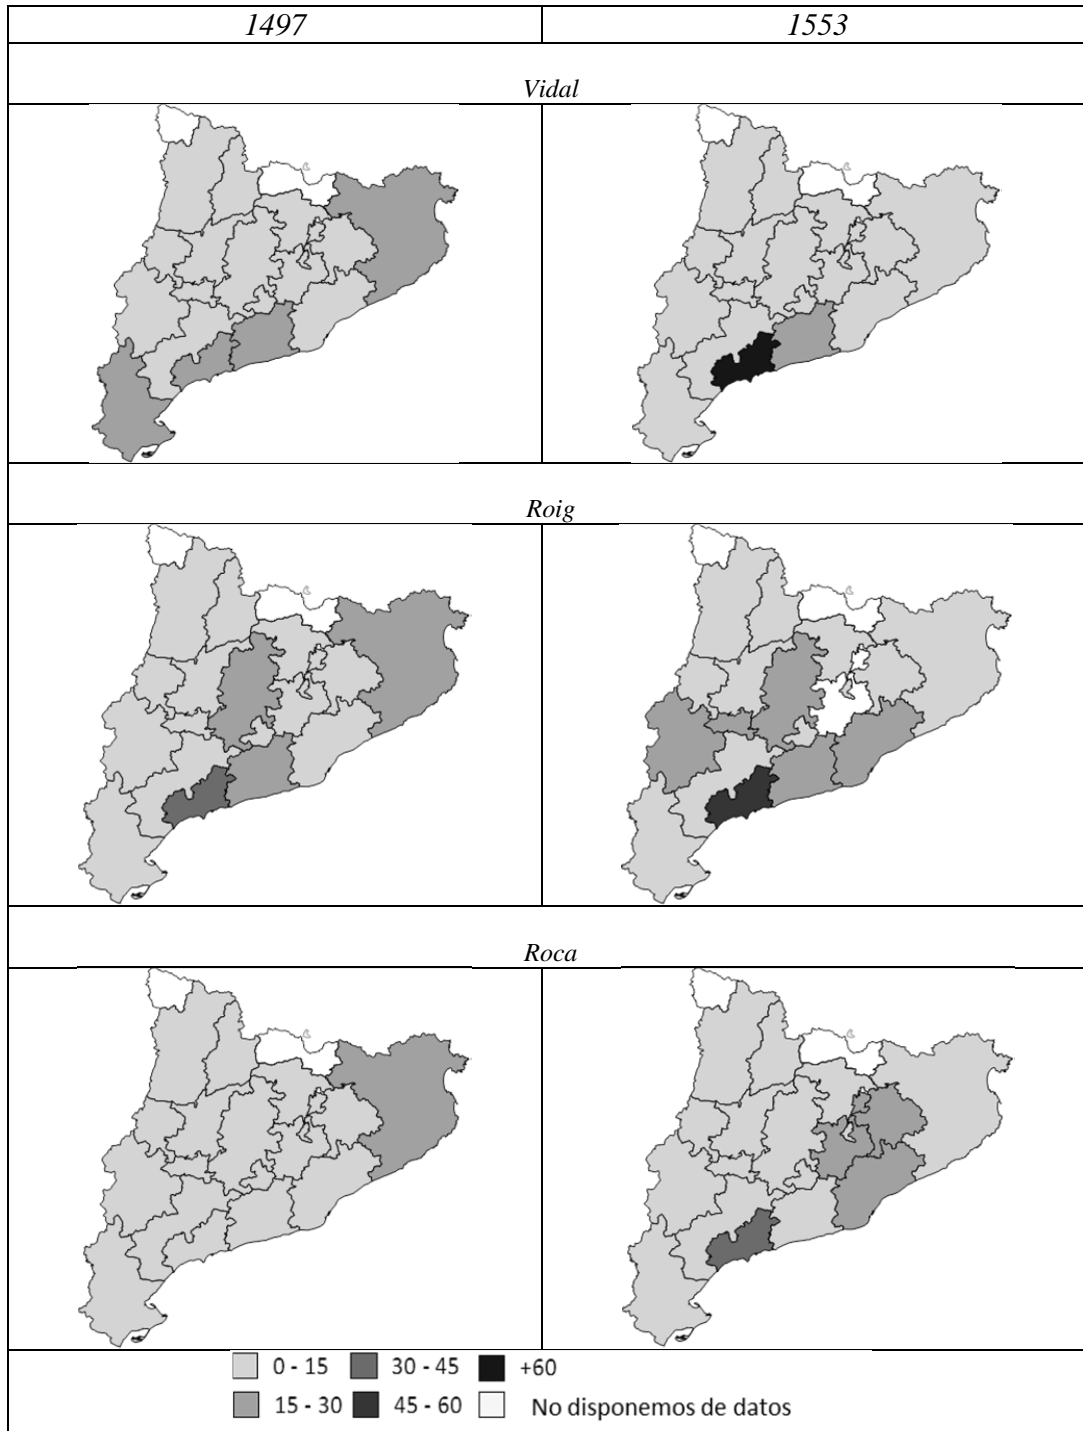 1497 1553
Vidal
Roig
Roca
0 - 15 30 - 45 +60
15 - 30 45 - 60 No disponemos de datos